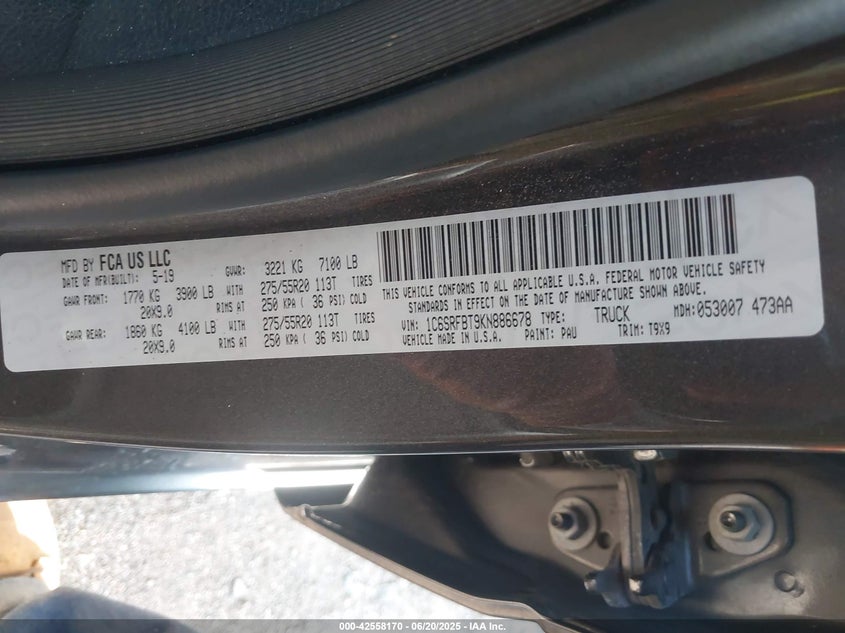 MFD BY FCA US LLC
DATE OF MFR(BUILT): 5-19 GVWR: 3221 KG 7100 LB
GAWR FRONT: 1770 KG 3900 LB WITH 275/55R20 113T TIRES
20X9.0 RIMS AT 250 KPA ( 36 PSI) COLD
GAWR REAR: 1860 KG 4100 LB WITH 275/55R20 113T TIRES
20X9.0 RIMS AT 250 KPA ( 36 PSI) COLD
THIS VEHICLE CONFORMS TO ALL APPLICABLE U.S.A. FEDERAL MOTOR VEHICLE SAFETY
STANDARDS IN EFFECT ON THE DATE OF MANUFACTURE SHOWN ABOVE.
VIN: 1C6SRFBT9KN886678 TYPE: TRUCK MDH: 053007 473AA
VEHICLE MADE IN U.S.A. PAINT: PAU TRIM: T9X9
000-42558170 - 06/20/2025 - IAA Inc.